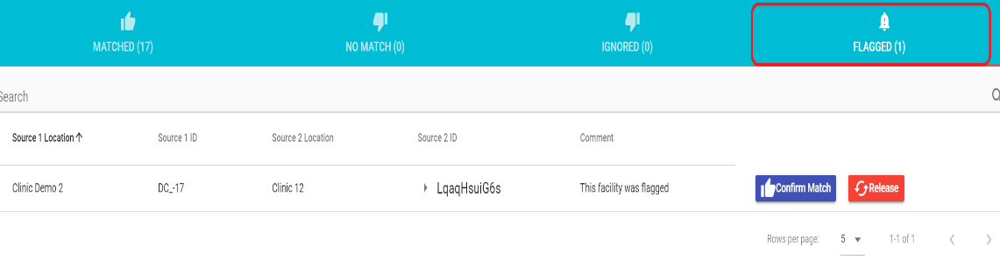 MATCHED (17) NO MATCH (0) IGNORED (0) FLAGGED (1)
Search
Source 1 Location Source 1 ID Source 2 Location Source 2 ID Comment
Clinic Demo 2 DC_-17 Clinic 12 LqaqHsuiG6s This facility was flagged Confirm Match Release
Rows per page: 5 1-1 of 1